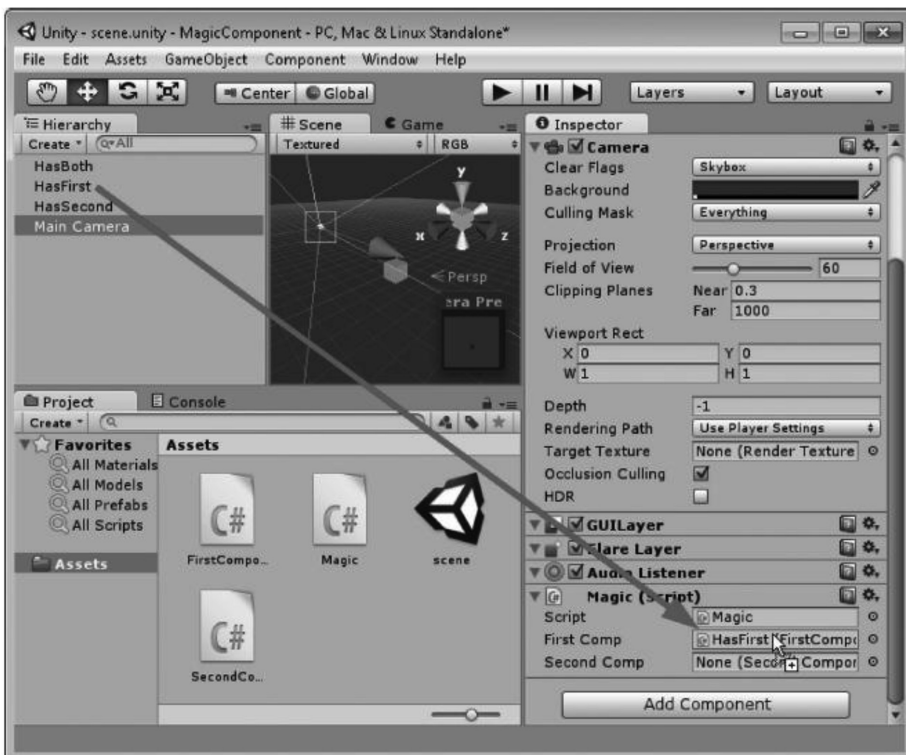 Unity - scene.unity - MagicComponent - PC, Mac & Linux Standalone*
File Edit Assets GameObject Component Window Help
Center Global Layers Layout
Hierarchy
Create All
HasBoth
HasFirst
HasSecond
Main Camera
Scene Game
Textured RGB
y
x z
Persp
era Pre
Inspector
Camera
Clear Flags Skybox
Background
Culling Mask Everything
Projection Perspective
Field of View 60
Clipping Planes Near 0.3
Far 1000
Viewport Rect
X 0 Y 0
W 1 H 1
Depth -1
Rendering Path Use Player Settings
Target Texture None (Render Texture
Occlusion Culling
HDR
GUILayer
Flare Layer
Audio Listener
Magic (Script)
Script Magic
First Comp HasFirst (FirstCompo
Second Comp None (Second Compor
Add Component
Project Console
Create
Favorites
All Materials
All Models
All Prefabs
All Scripts
Assets
Assets
C# C#
FirstCompo... Magic scene
C#
SecondCo...